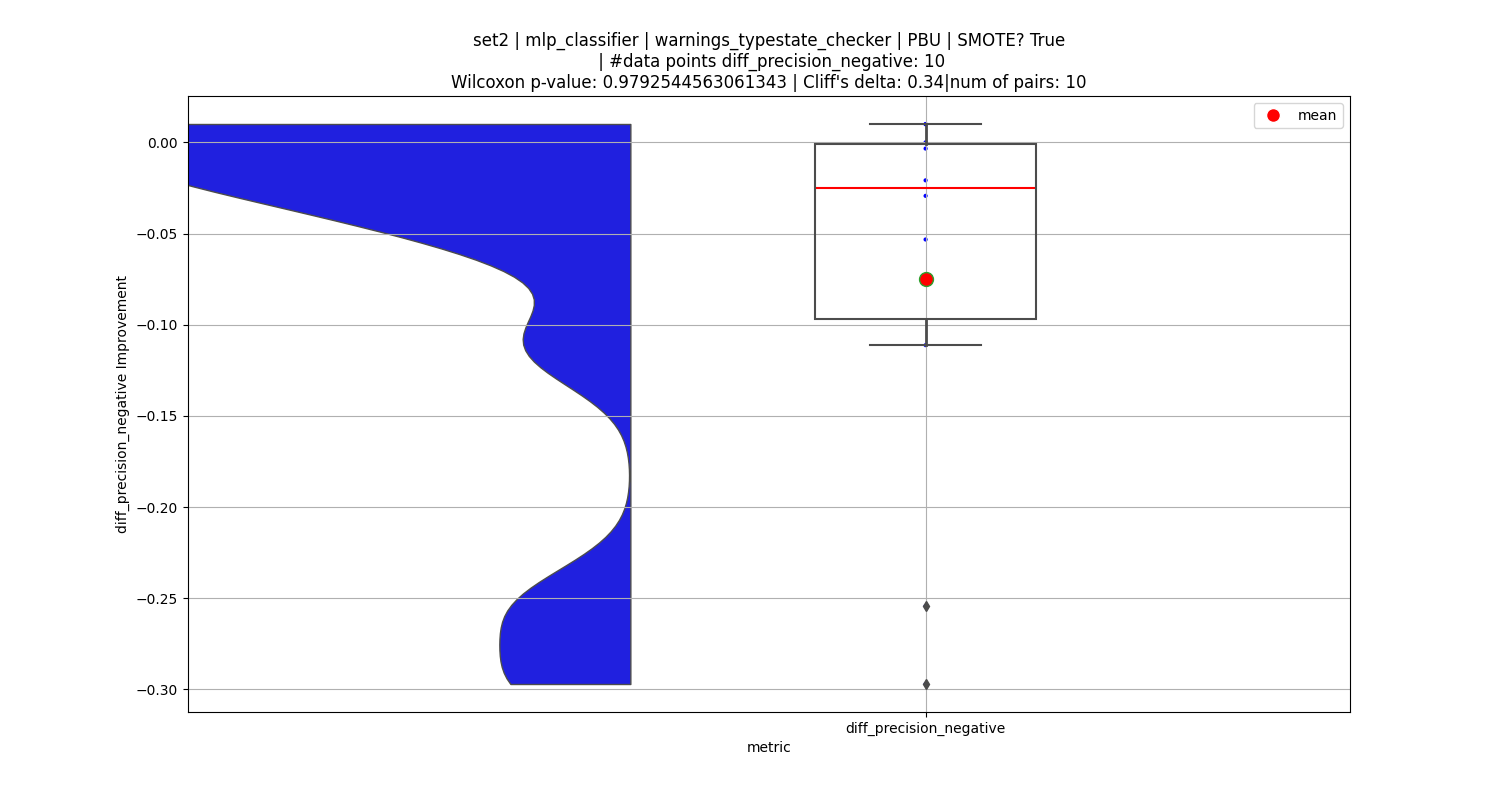 set2 | mlp_classifier | warnings_typestate_checker | PBU | SMOTE? True
| #data points diff_precision_negative: 10
Wilcoxon p-value: 0.9792544563061343 | Cliff's delta: 0.34|num of pairs: 10
mean
0.00
−0.05
−0.10
−0.15
−0.20
−0.25
−0.30
diff_precision_negative Improvement
diff_precision_negative
metric